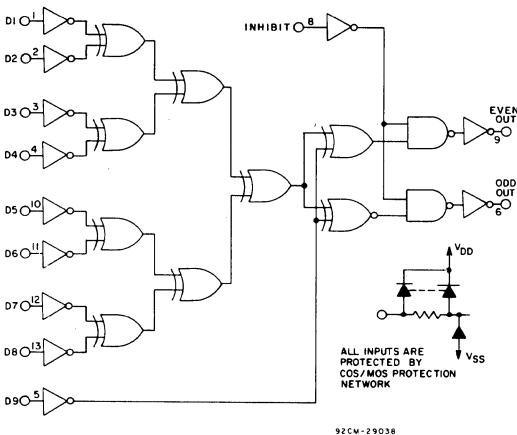 D1 1
INHIBIT 8
D2 2
D3 3
EVEN
OUT
9
D4 4
ODD
OUT
6
D5 10
D6 11
VDD
D7 12
D8 13
VSS
ALL INPUTS ARE
PROTECTED BY
COS/MOS PROTECTION
NETWORK
D9 5
92CM-29038